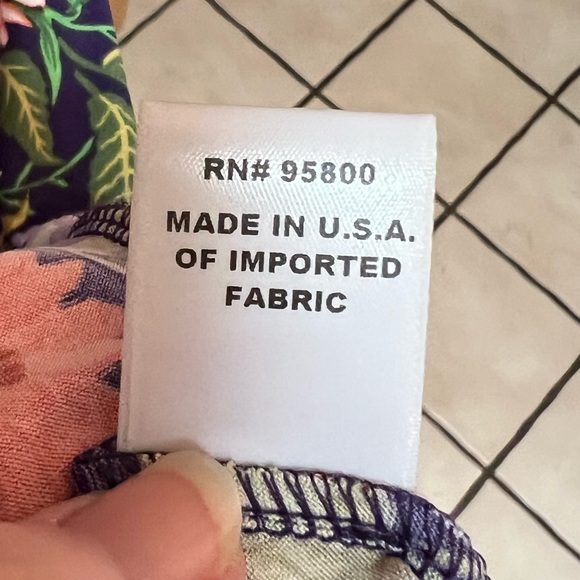 RN# 95800
MADE IN U.S.A.
OF IMPORTED
FABRIC